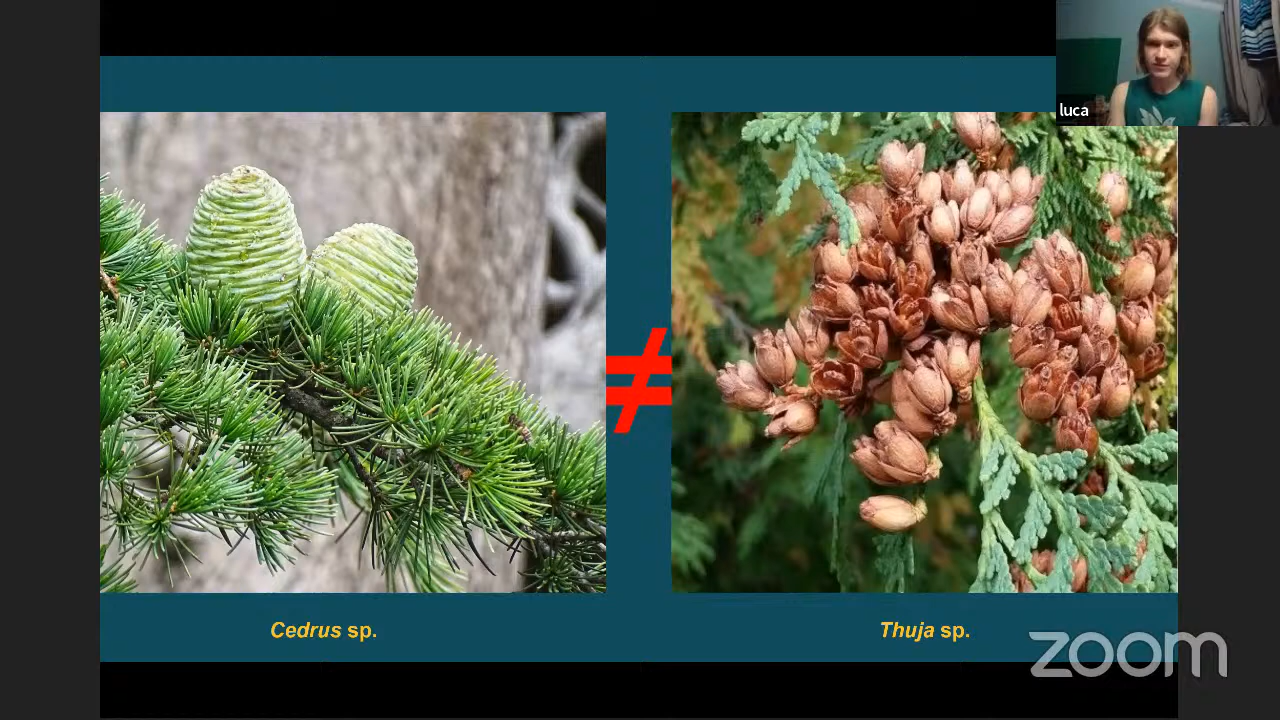 luca
≠
Cedrus sp.
Thuja sp.
zoom